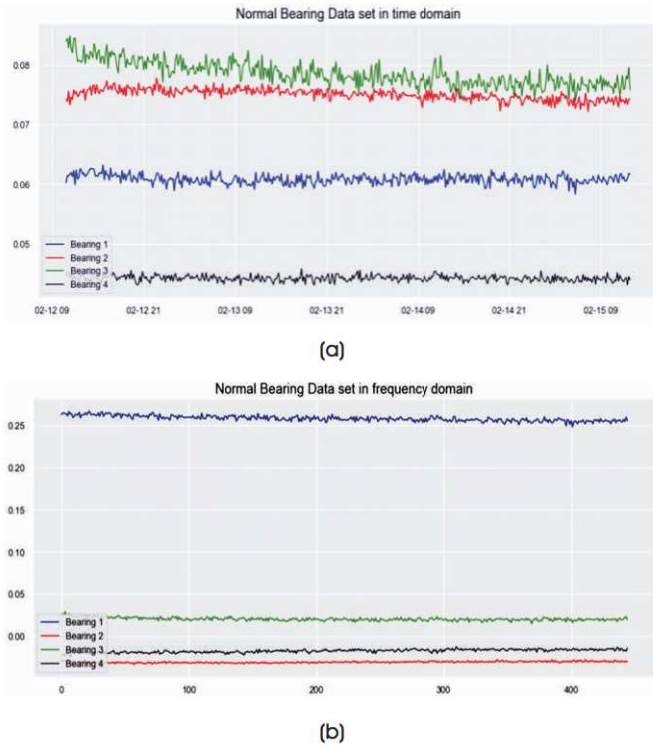 Normal Bearing Data set in time domain
0.08
0.07
0.06
0.05
Bearing 1
Bearing 2
Bearing 3
Bearing 4
02-12 09 02-12 21 02-13 09 02-13 21 02-14 09 02-14 21 02-15 09
(a)
Normal Bearing Data set in frequency domain
0.25
0.20
0.15
0.10
0.05
0.00
Bearing 1
Bearing 2
Bearing 3
Bearing 4
0 100 200 300 400
(b)